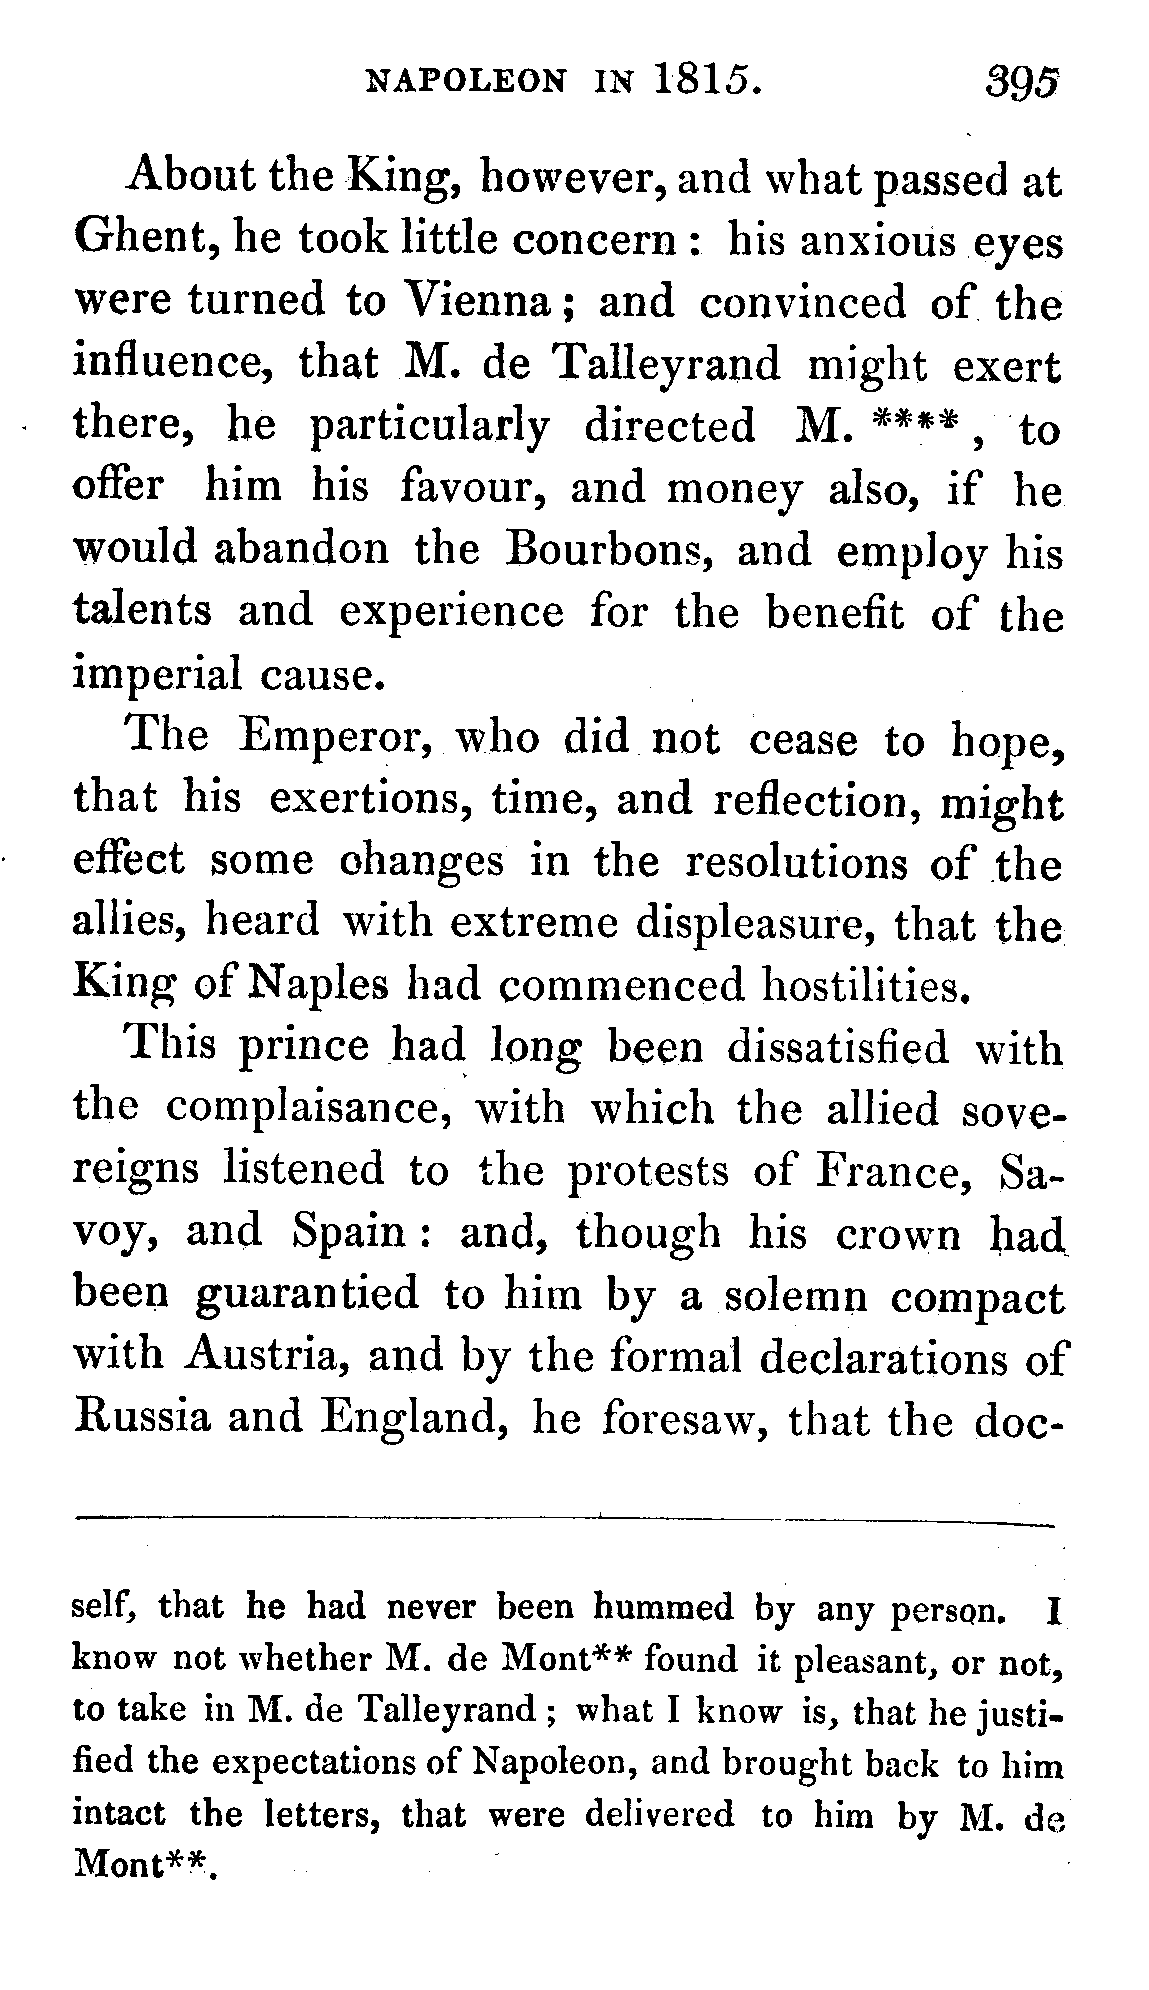 NAPOLEON IN 1815. 395
About the King, however, and what passed at
Ghent, he took little concern : his anxious eyes
were turned to Vienna ; and convinced of the
influence, that M. de Talleyrand might exert
there, he particularly directed M. ****, to
offer him his favour, and money also, if he
would abandon the Bourbons, and employ his
talents and experience for the benefit of the
imperial cause.
The Emperor, who did not cease to hope,
that his exertions, time, and reflection, might
effect some changes in the resolutions of the
allies, heard with extreme displeasure, that the
King of Naples had commenced hostilities.
This prince had long been dissatisfied with
the complaisance, with which the allied sove-
reigns listened to the protests of France, Sa-
voy, and Spain : and, though his crown had
been guarantied to him by a solemn compact
with Austria, and by the formal declarations of
Russia and England, he foresaw, that the doc-
self, that he had never been hummed by any person. I
know not whether M. de Mont** found it pleasant, or not,
to take in M. de Talleyrand ; what I know is, that he justi-
fied the expectations of Napoleon, and brought back to him
intact the letters, that were delivered to him by M. de
Mont**.